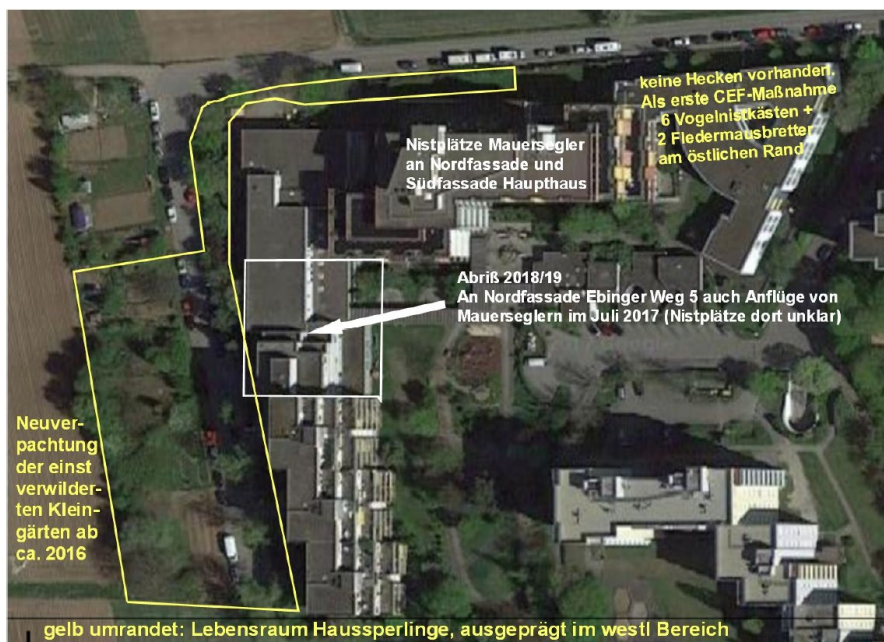 keine Hecken vorhanden.
Als erste CEF-Maßnahme
6 Vogelnistkästen +
2 Fledermausbretter
am östlichen Rand
Nistplätze Mauersegler
an Nordfassade und
Südfassade Haupthaus
Abriß 2018/19
An Nordfassade Ebinger Weg 5 auch Anflüge von
Mauerseglern im Juli 2017 (Nistplätze dort unklar)
Neuver-
pachtung
der einst
verwilder-
ten Klein-
gärten ab
ca. 2016
gelb umrandet: Lebensraum Haussperlinge, ausgeprägt im westl Bereich